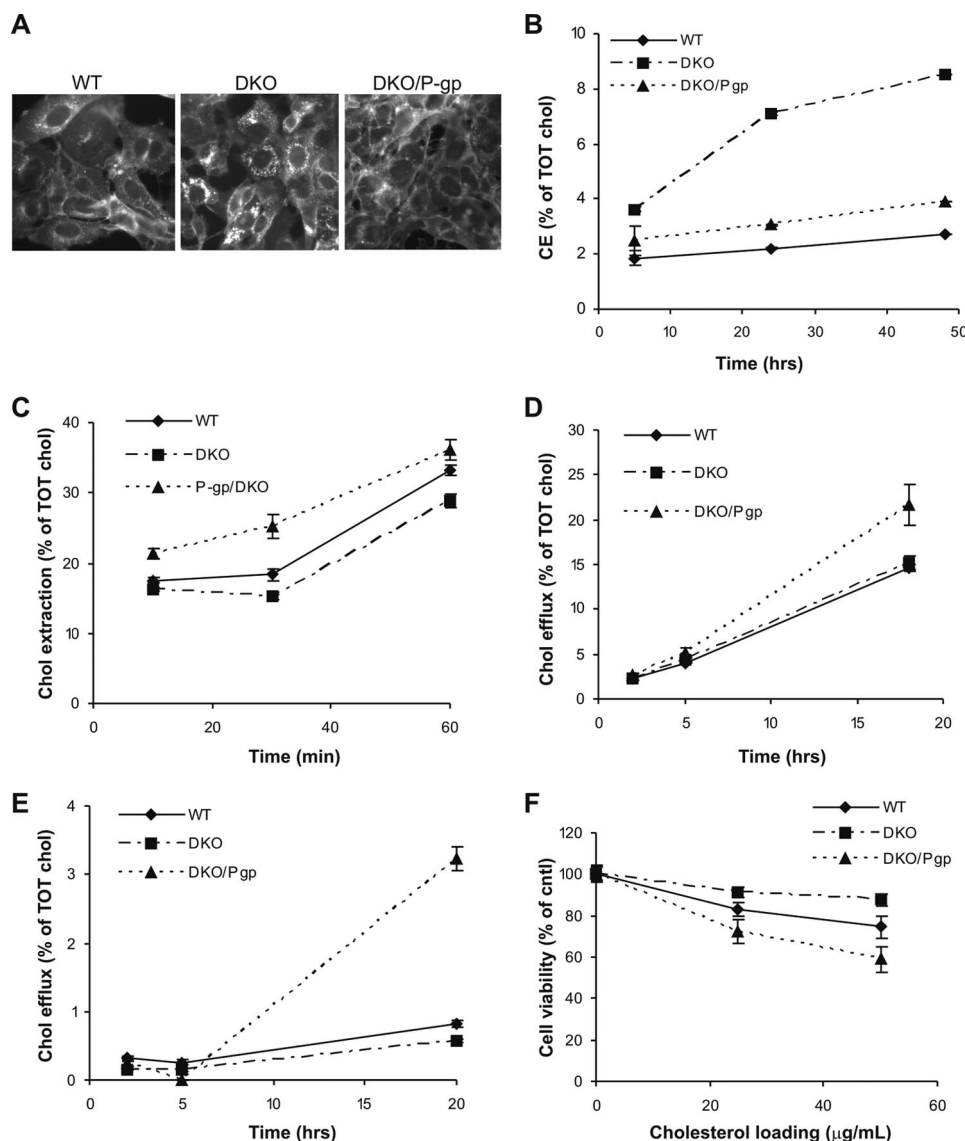 A
WT DKO DKO/P-gp
B
WT
DKO
DKO/Pgp
CE (% of TOT chol)
10
8
6
4
2
0
0 10 20 30 40 50
Time (hrs)
C
WT
DKO
P-gp/DKO
Chol extraction (% of TOT chol)
40
30
20
10
0
0 20 40 60
Time (min)
D
WT
DKO
DKO/Pgp
Chol efflux (% of TOT chol)
30
25
20
15
10
5
0
0 5 10 15 20
Time (hrs)
E
WT
DKO
DKO/Pgp
Chol efflux (% of TOT chol)
4
3
2
1
0
0 5 10 15 20
Time (hrs)
F
WT
DKO
DKO/Pgp
Cell viability (% of cntl)
120
100
80
60
40
20
0
0 20 40 60
Cholesterol loading (μg/mL)